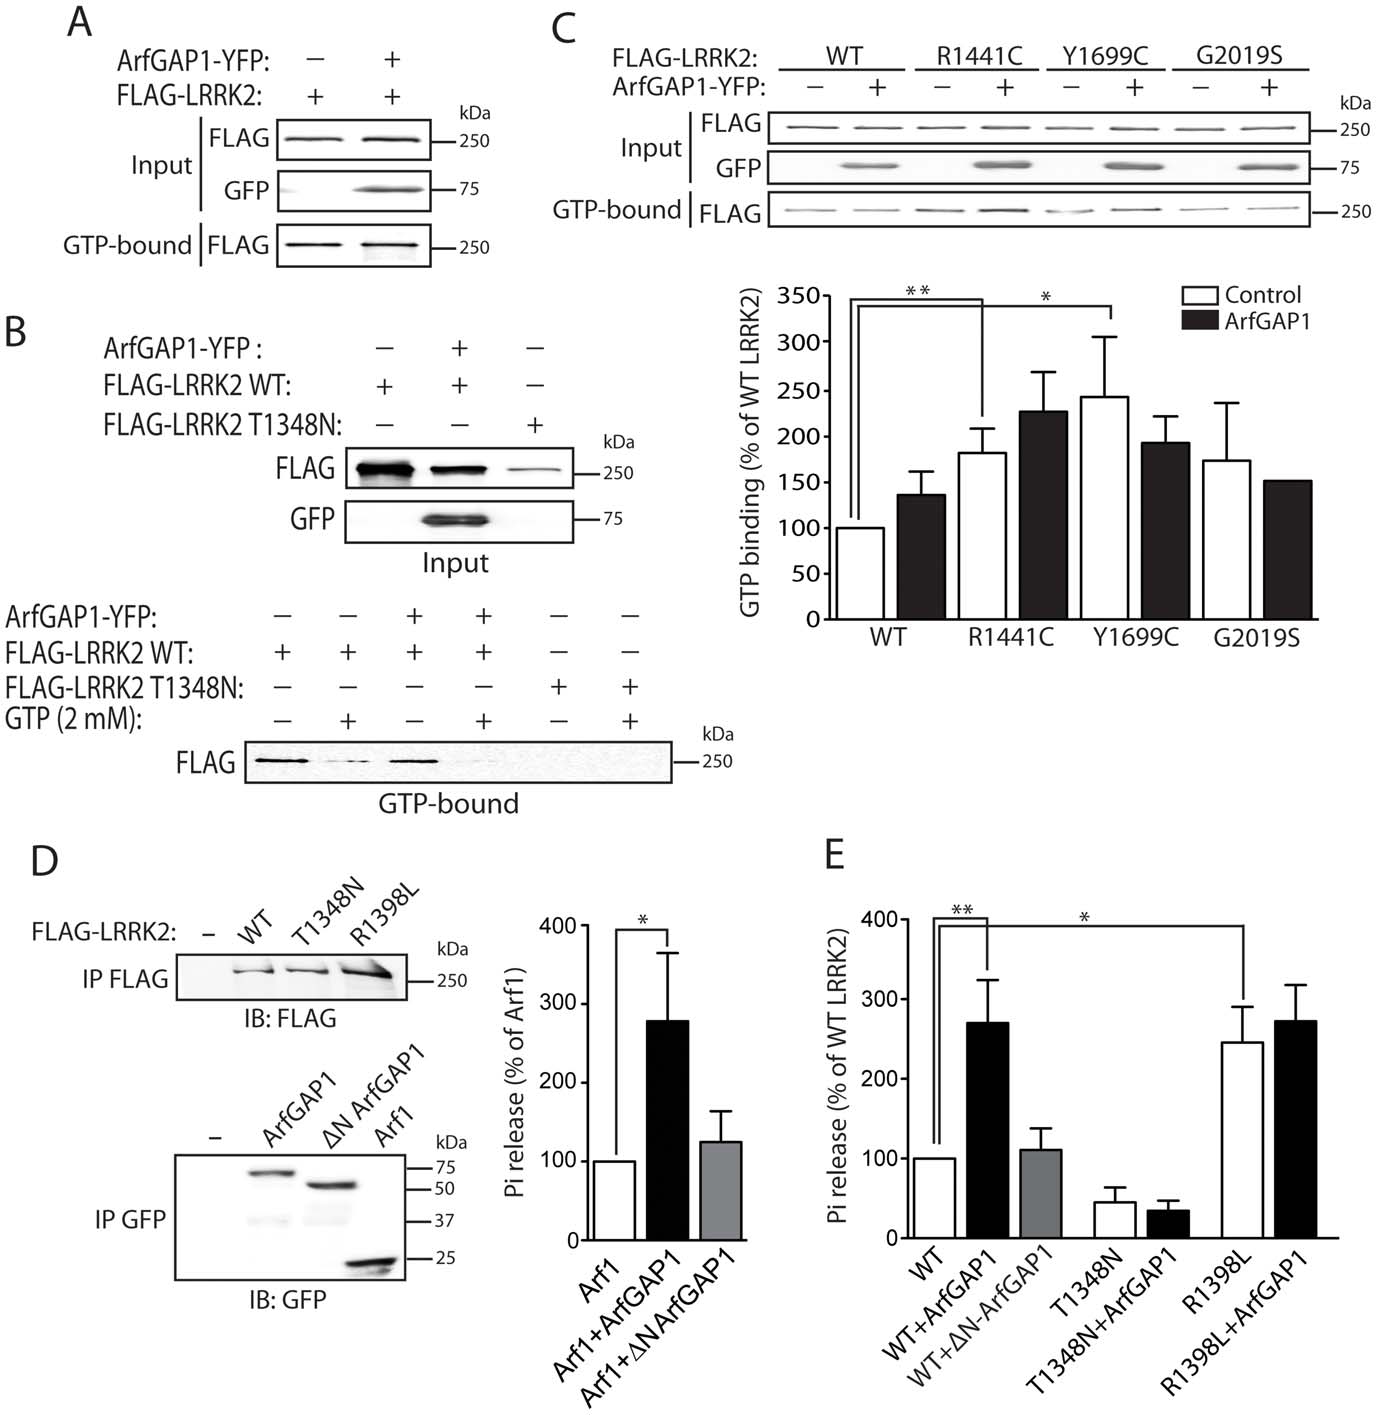 A
ArfGAP1-YFP: − +
FLAG-LRRK2: + +
kDa
Input FLAG 250
GFP 75
GTP-bound FLAG 250
B
ArfGAP1-YFP : − + −
FLAG-LRRK2 WT: + + −
FLAG-LRRK2 T1348N: − − +
kDa
FLAG 250
GFP 75
Input
ArfGAP1-YFP: − − + + − −
FLAG-LRRK2 WT: + + + + − −
FLAG-LRRK2 T1348N: − − − − + +
GTP (2 mM): − + − + − +
kDa
FLAG 250
GTP-bound
C
FLAG-LRRK2: WT R1441C Y1699C G2019S
ArfGAP1-YFP: − + − + − + − +
kDa
Input FLAG 250
GFP 75
GTP-bound FLAG 250
GTP binding (% of WT LRRK2)
350
300
250
200
150
100
50
0
** *
Control
ArfGAP1
WT R1441C Y1699C G2019S
D
FLAG-LRRK2: − WT T1348N R1398L
kDa
IP FLAG 250
IB: FLAG
− ArfGAP1 ΔN ArfGAP1 Arf1
kDa
75
50
IP GFP 37
25
IB: GFP
Pi release (% of Arf1)
400
300
200
100
0
*
Arf1
Arf1+ArfGAP1
Arf1+ΔNArfGAP1
E
Pi release (% of WT LRRK2)
400
300
200
100
0
** *
WT
WT+ArfGAP1
WT+ΔN-ArfGAP1
T1348N
T1348N+ArfGAP1
R1398L
R1398L+ArfGAP1